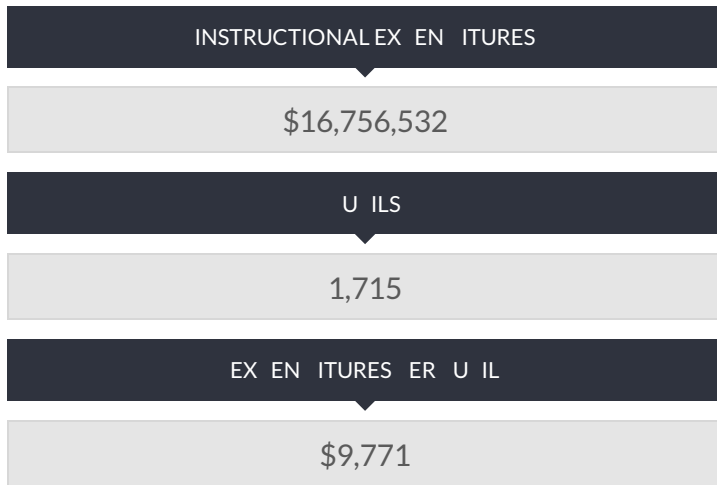 INSTRUCTIONAL EX EN ITURES
$16,756,532
U ILS
1,715
EX EN ITURES ER U IL
$9,771